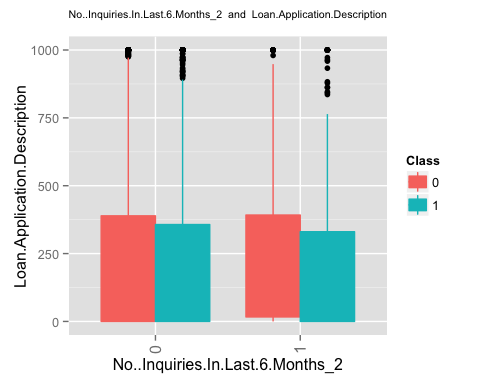 No..Inquiries.In.Last.6.Months_2 and Loan.Application.Description
1000
750
500
250
0
Loan.Application.Description
0
1
No..Inquiries.In.Last.6.Months_2
Class
0
1